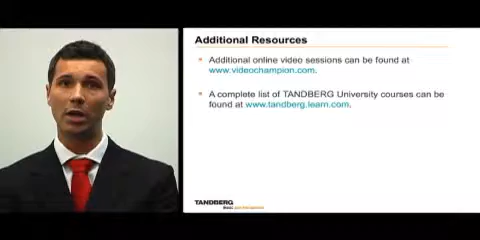 Additional Resources
Additional online video sessions can be found at
www.videochampion.com.
A complete list of TANDBERG University courses can be
found at www.tandberg.learn.com.
TANDBERG